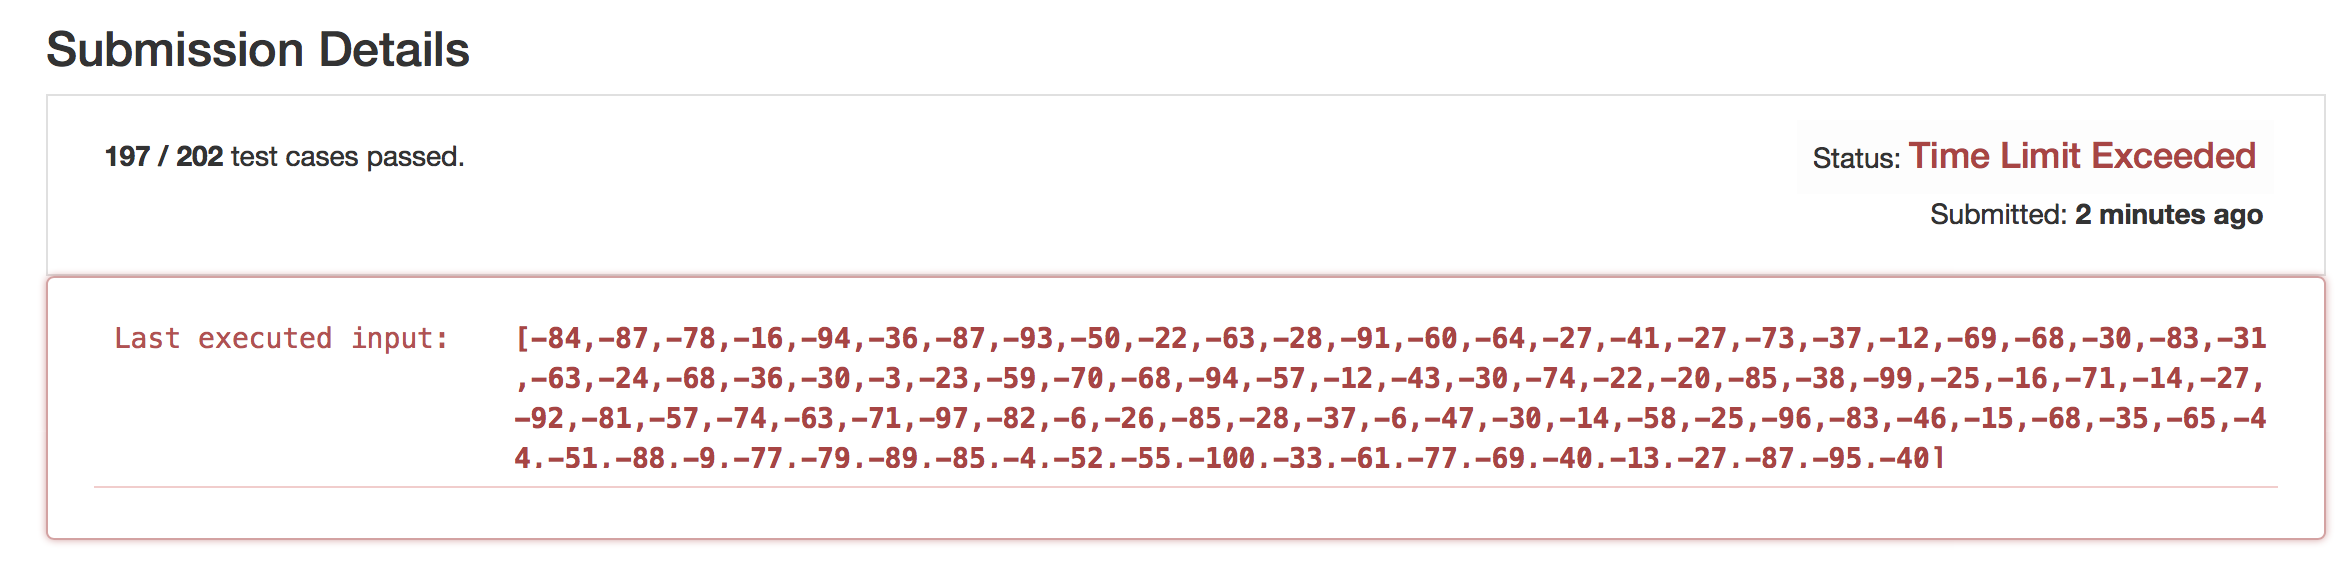 Submission Details
197 / 202 test cases passed.
Status: Time Limit Exceeded
Submitted: 2 minutes ago
Last executed input: [-84,-87,-78,-16,-94,-36,-87,-93,-50,-22,-63,-28,-91,-60,-64,-27,-41,-27,-73,-37,-12,-69,-68,-30,-83,-31
,-63,-24,-68,-36,-30,-3,-23,-59,-70,-68,-94,-57,-12,-43,-30,-74,-22,-20,-85,-38,-99,-25,-16,-71,-14,-27,
-92,-81,-57,-74,-63,-71,-97,-82,-6,-26,-85,-28,-37,-6,-47,-30,-14,-58,-25,-96,-83,-46,-15,-68,-35,-65,-4
4,-51,-88,-9,-77,-79,-89,-85,-4,-52,-55,-100,-33,-61,-77,-69,-40,-13,-27,-87,-95,-40]